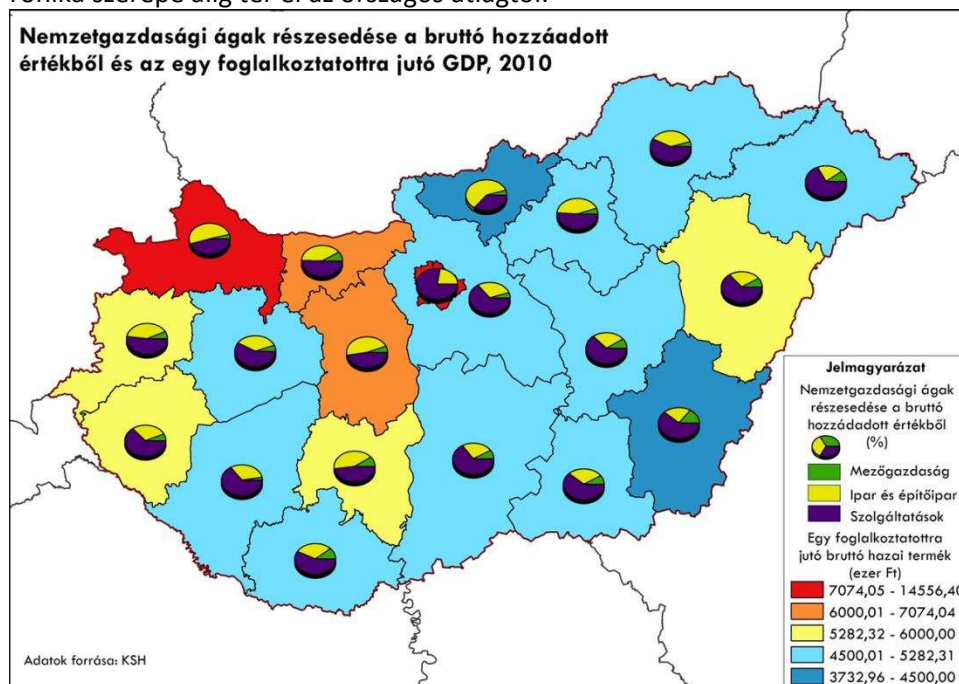 Nemzetgazdasági ágak részesedése a bruttó hozzáadott
értékből és az egy foglalkoztatottra jutó GDP, 2010
Jelmagyarázat
Nemzetgazdasági ágak
részesedése a bruttó
hozzádadott értékből
(%)
Mezőgazdaság
Ipar és építőipar
Szolgáltatások
Egy foglalkoztatottra
jutó bruttó hazai termék
(ezer Ft)
7074,05 - 14556,40
6000,01 - 7074,04
5282,32 - 6000,00
4500,01 - 5282,31
3732,96 - 4500,00
Adatok forrása: KSH